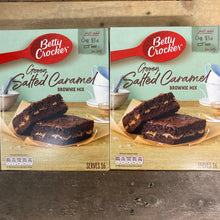 Betty
Crocker
Gooey
Salted Caramel
BROWNIE MIX
SERVES 16
Betty
Crocker
Gooey
Salted Caramel
BROWNIE MIX
SERVES 16